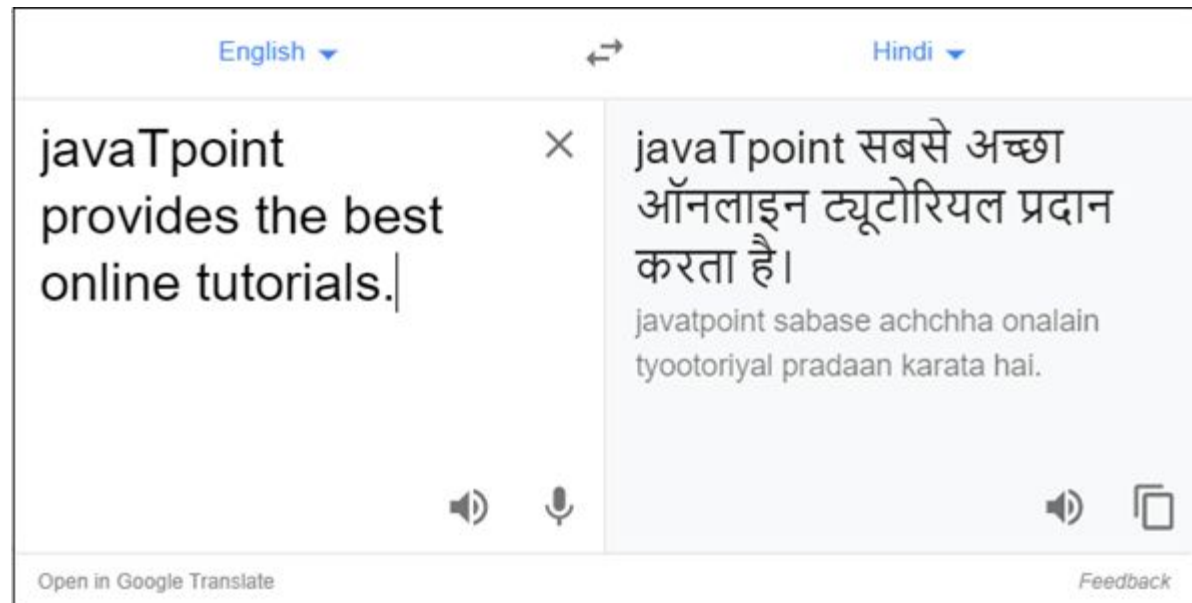 English
Hindi
javaTpoint
provides the best
online tutorials.
javaTpoint सबसे अच्छा
ऑनलाइन ट्यूटोरियल प्रदान
करता है।
javatpoint sabase achchha onalain
tyootoriyal pradaan karata hai.
Open in Google Translate
Feedback